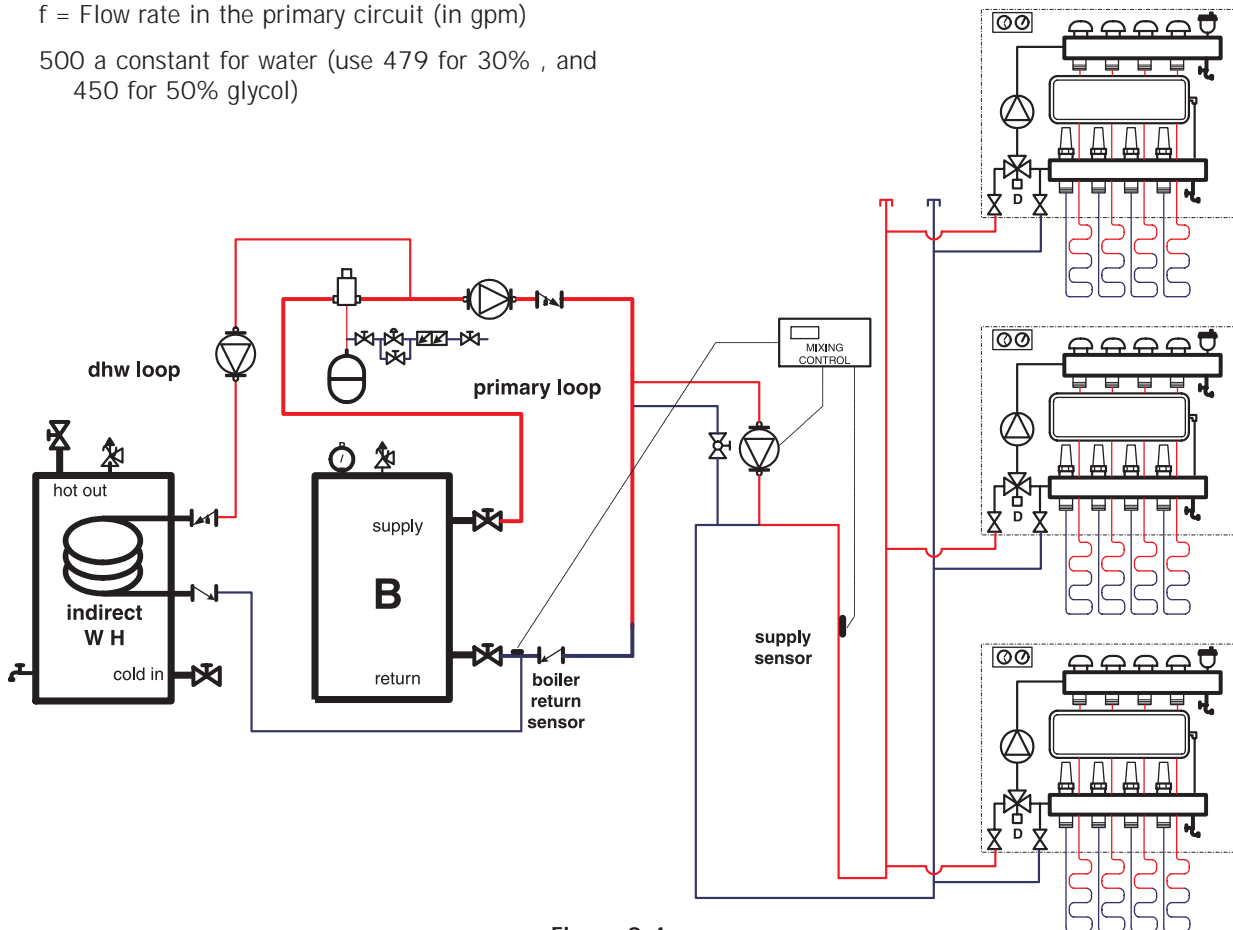 f = Flow rate in the primary circuit (in gpm)
500 a constant for water (use 479 for 30% , and
450 for 50% glycol)
dhw loop
primary loop
MIXING
CONTROL
hot out
indirect
W H
cold in
supply
B
return
boiler
return
sensor
supply
sensor
D
D
D